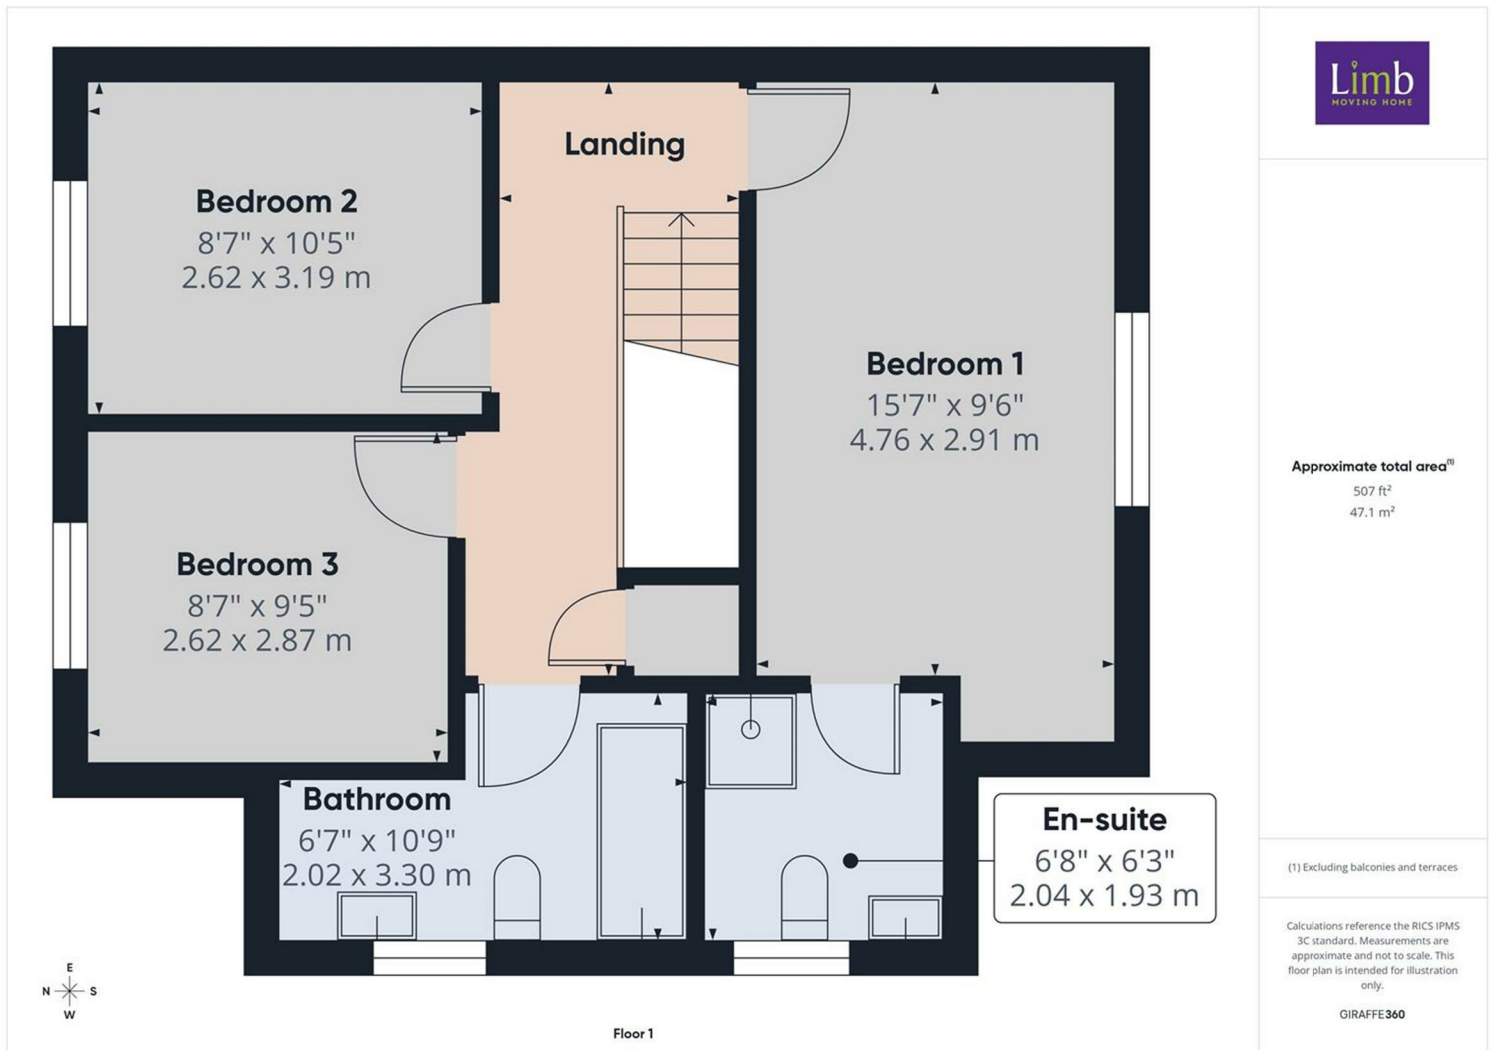 Landing
Bedroom 2
8'7" x 10'5"
2.62 x 3.19 m
Bedroom 1
15'7" x 9'6"
4.76 x 2.91 m
Bedroom 3
8'7" x 9'5"
2.62 x 2.87 m
Bathroom
6'7" x 10'9"
2.02 x 3.30 m
En-suite
6'8" x 6'3"
2.04 x 1.93 m
E
N S
W
Floor 1
Limb
MOVING HOME
Approximate total area(1)
507 ft²
47.1 m²
(1) Excluding balconies and terraces
Calculations reference the RICS IPMS
3C standard. Measurements are
approximate and not to scale. This
floor plan is intended for illustration
only.
GIRAFFE360